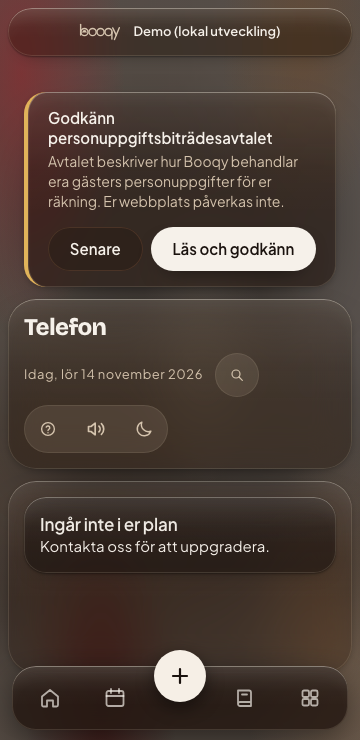 booqy Demo (lokal utveckling)
Godkänn
personuppgiftsbiträdesavtalet
Avtalet beskriver hur Booqy behandlar
era gästers personuppgifter för er
räkning. Er webbplats påverkas inte.
Senare Läs och godkänn
Telefon
Idag, lör 14 november 2026
Ingår inte i er plan
Kontakta oss för att uppgradera.